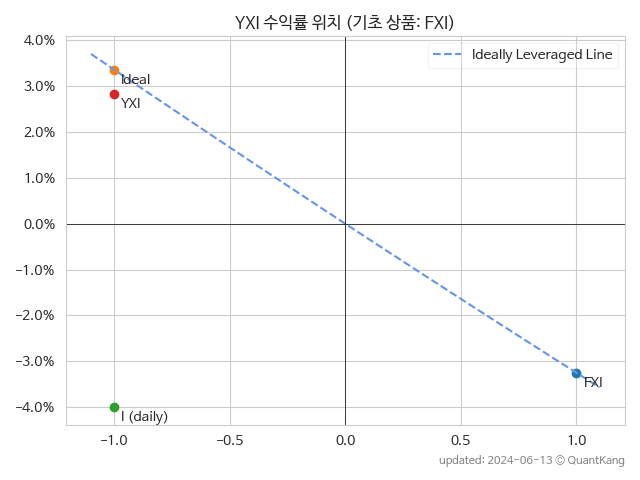 YXI 수익률 위치 (기초 상품: FXI)
4.0%
3.0%
2.0%
1.0%
0.0%
−1.0%
−2.0%
−3.0%
−4.0%
Ideally Leveraged Line
Ideal
YXI
FXI
I (daily)
−1.0
−0.5
0.0
0.5
1.0
updated: 2024-06-13 © QuantKang